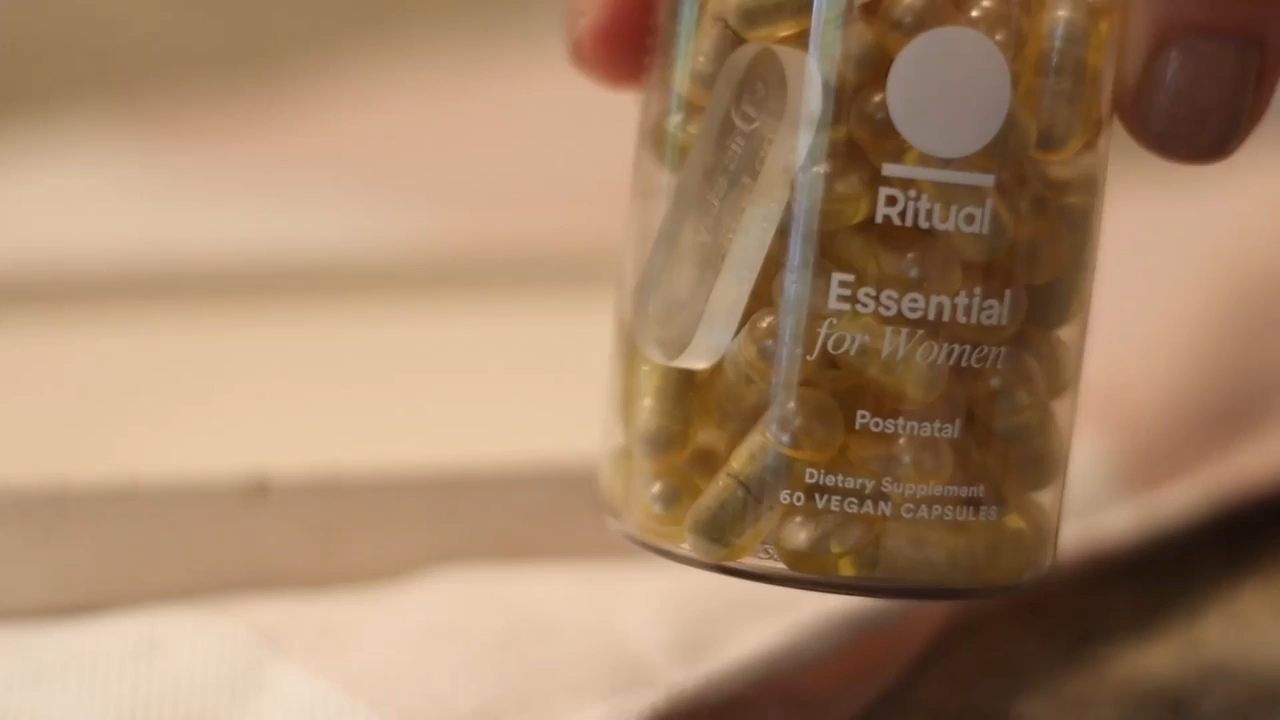 Ritual
Essential
for Women
Postnatal
Dietary Supplement
60 VEGAN CAPSULES